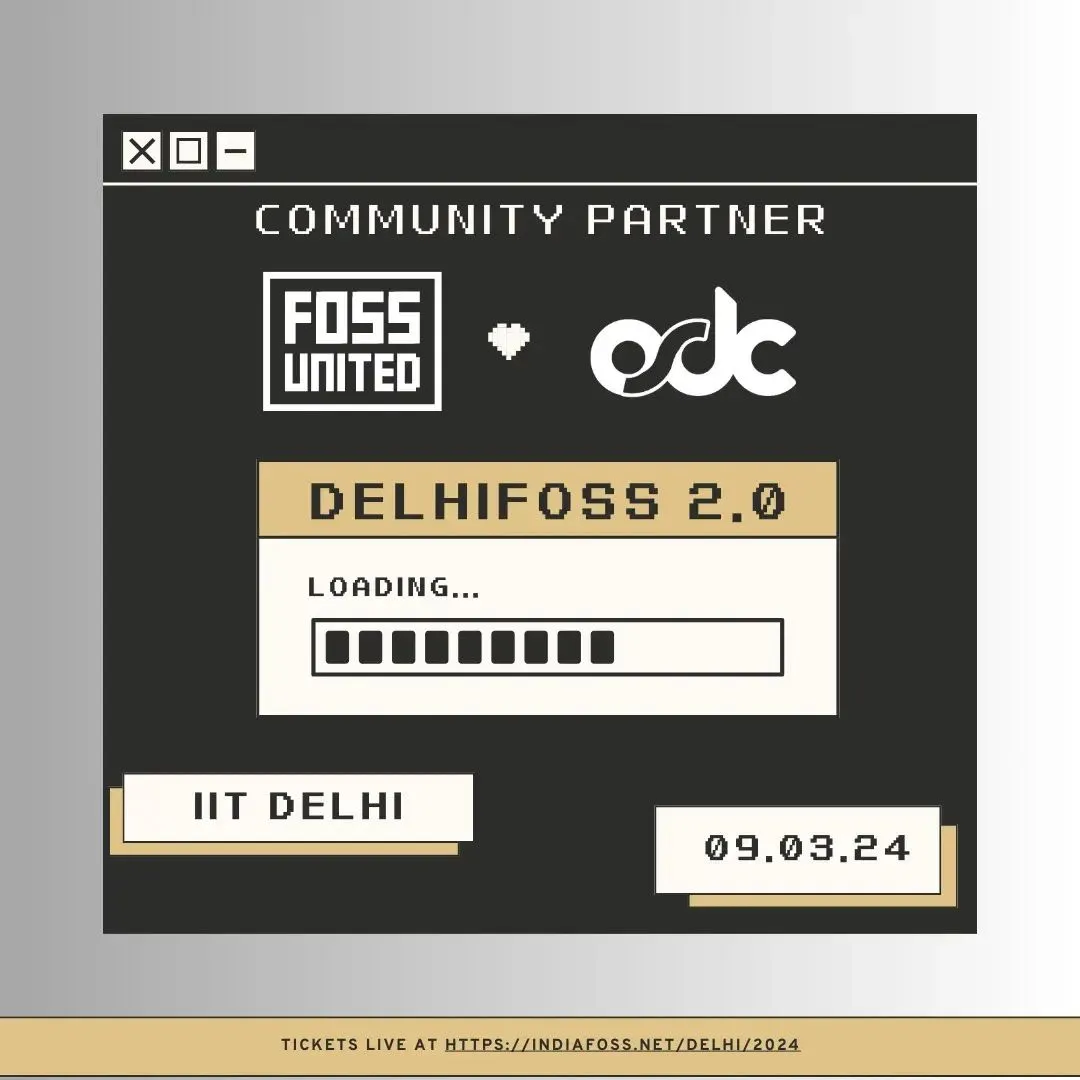 COMMUNITY PARTNER
FOSS
UNITED
odc
DELHIFOSS 2.0
LOADING...
IIT DELHI
09.03.24
TICKETS LIVE AT HTTPS://INDIAFOSS.NET/DELHI/2024